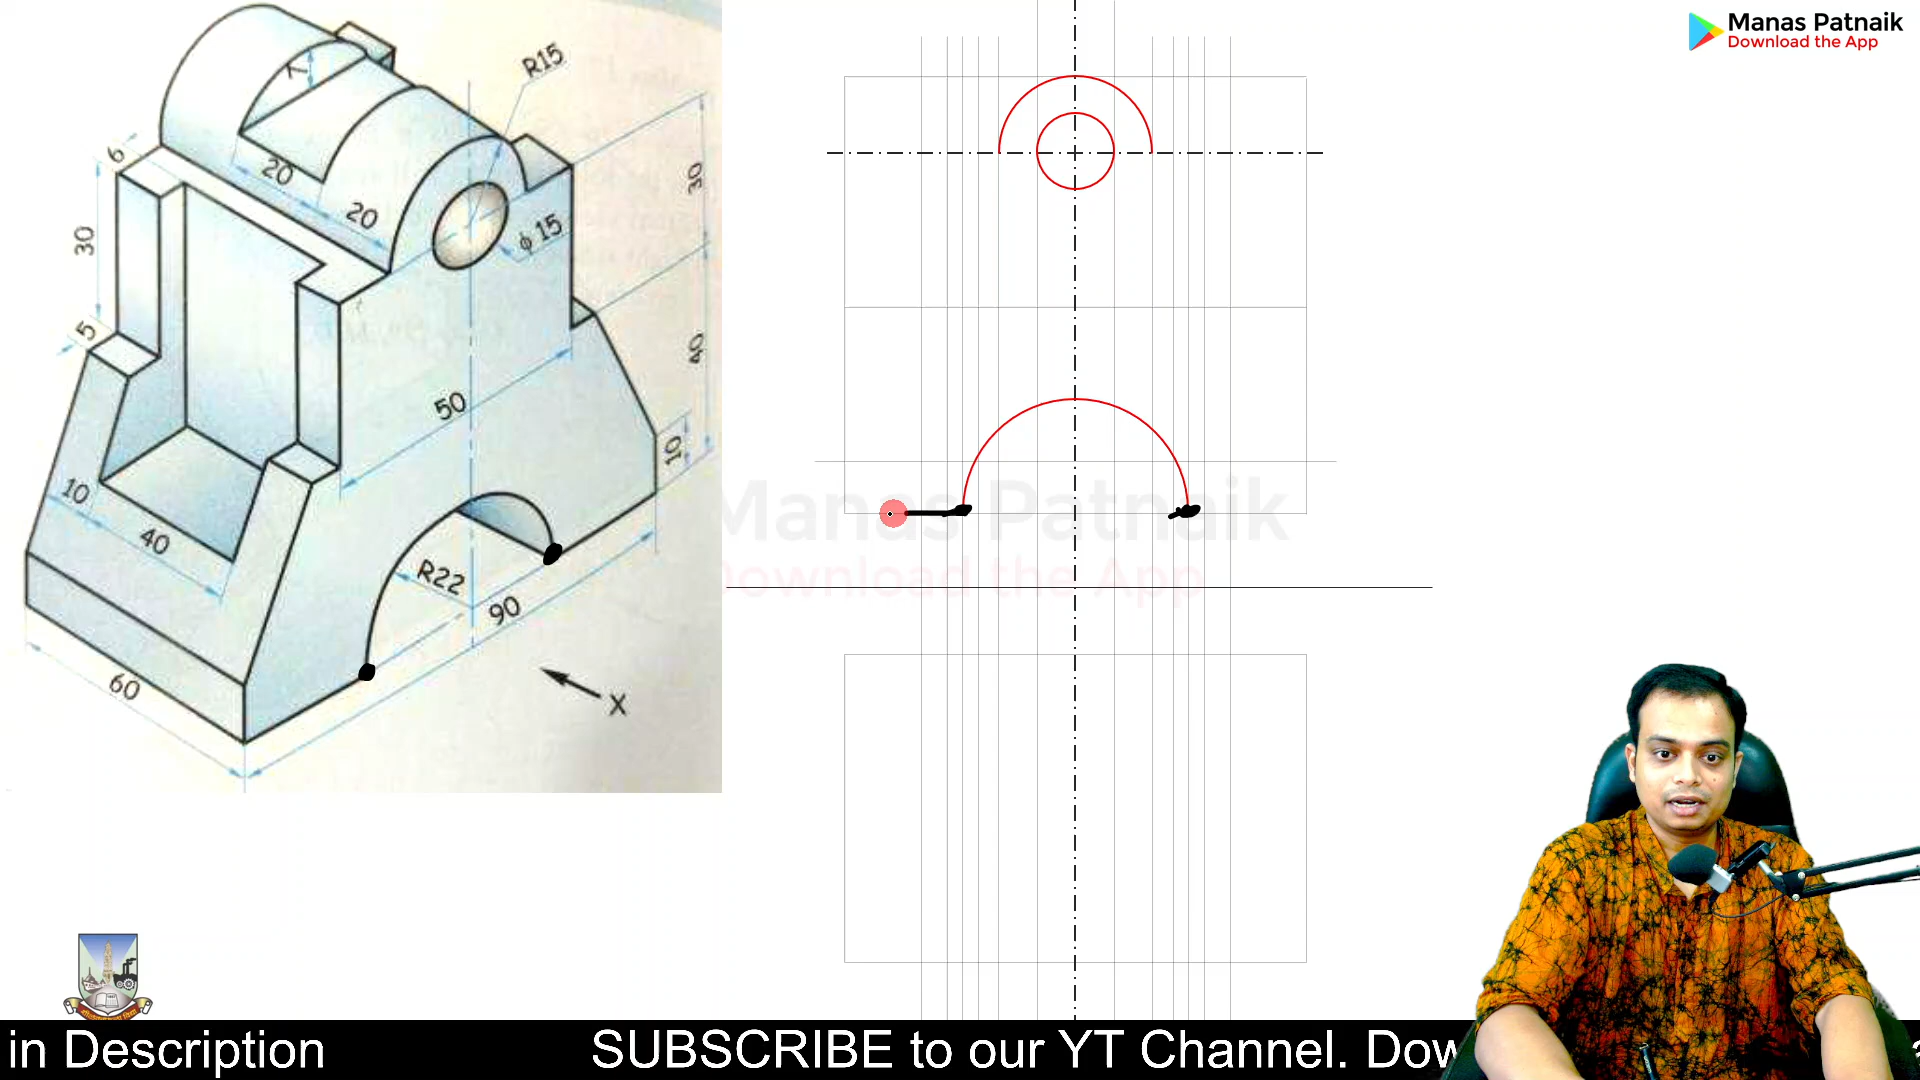 Manas Patnaik
Download the App
R15
7
6
20
20
30
30
φ 15
5
40
50
10
10
40
R22
90
60
X
Manas Patnaik
Download the App
in Description
SUBSCRIBE to our YT Channel. Dow